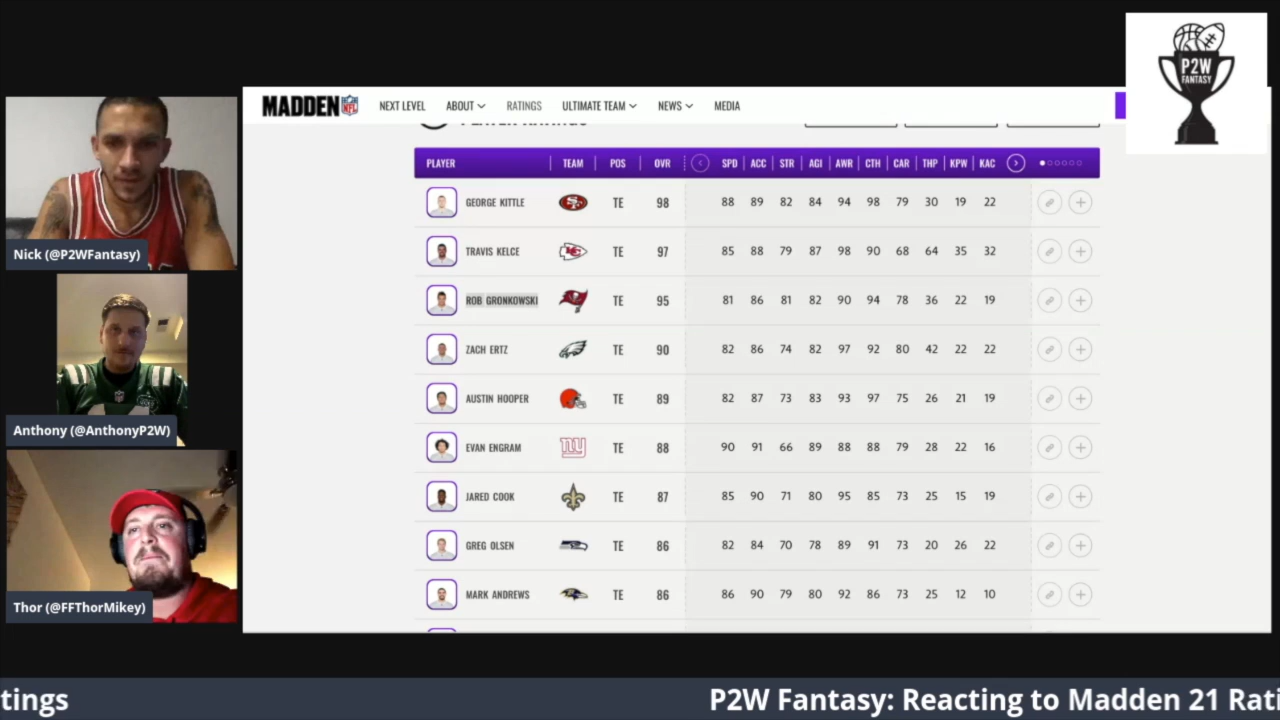 P2W
FANTASY
MADDEN NFL NEXT LEVEL ABOUT RATINGS ULTIMATE TEAM NEWS MEDIA
PLAYER RATINGS
PLAYER TEAM POS OVR SPD ACC STR AGI AWR CTH CAR THP KPW KAC
GEORGE KITTLE SF TE 98 88 89 82 84 94 98 79 30 19 22
TRAVIS KELCE KC TE 97 85 88 79 87 98 90 68 64 35 32
ROB GRONKOWSKI TE 95 81 86 81 82 90 94 78 36 22 19
ZACH ERTZ TE 90 82 86 74 82 97 92 80 42 22 22
AUSTIN HOOPER TE 89 82 87 73 83 93 97 75 26 21 19
EVAN ENGRAM ny TE 88 90 91 66 89 88 88 79 28 22 16
JARED COOK TE 87 85 90 71 80 95 85 73 25 15 19
GREG OLSEN TE 86 82 84 70 78 89 91 73 20 26 22
MARK ANDREWS TE 86 86 90 79 80 92 86 73 25 12 10
Nick (@P2WFantasy)
Anthony (@AnthonyP2W)
Thor (@FFThorMikey)
tings P2W Fantasy: Reacting to Madden 21 Rati